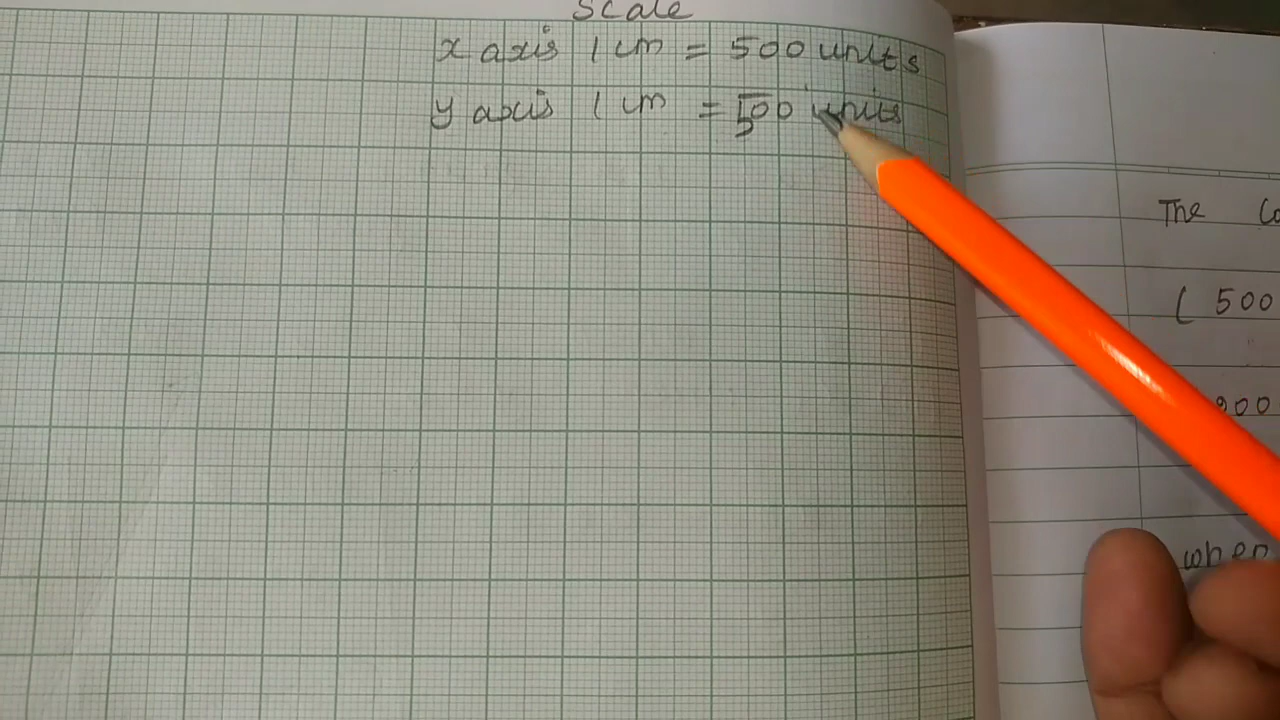 Scale
x axis 1 cm = 500 units
y axis 1 cm = 500 units
The
( 500
when